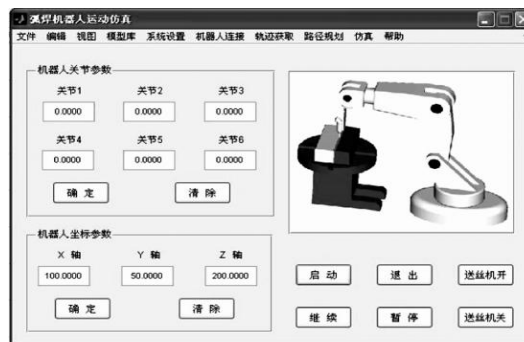 弧焊机器人运动仿真
文件 编辑 视图 模型库 系统设置 机器人连接 轨迹获取 路径规划 仿真 帮助
机器人关节参数
关节1 关节2 关节3
0.0000 0.0000 0.0000
关节4 关节5 关节6
0.0000 0.0000 0.0000
确 定 清 除
机器人坐标参数
X 轴 Y 轴 Z 轴
100.0000 50.0000 200.0000
确 定 清 除
启 动 退 出 送丝机开
继 续 暂 停 送丝机关